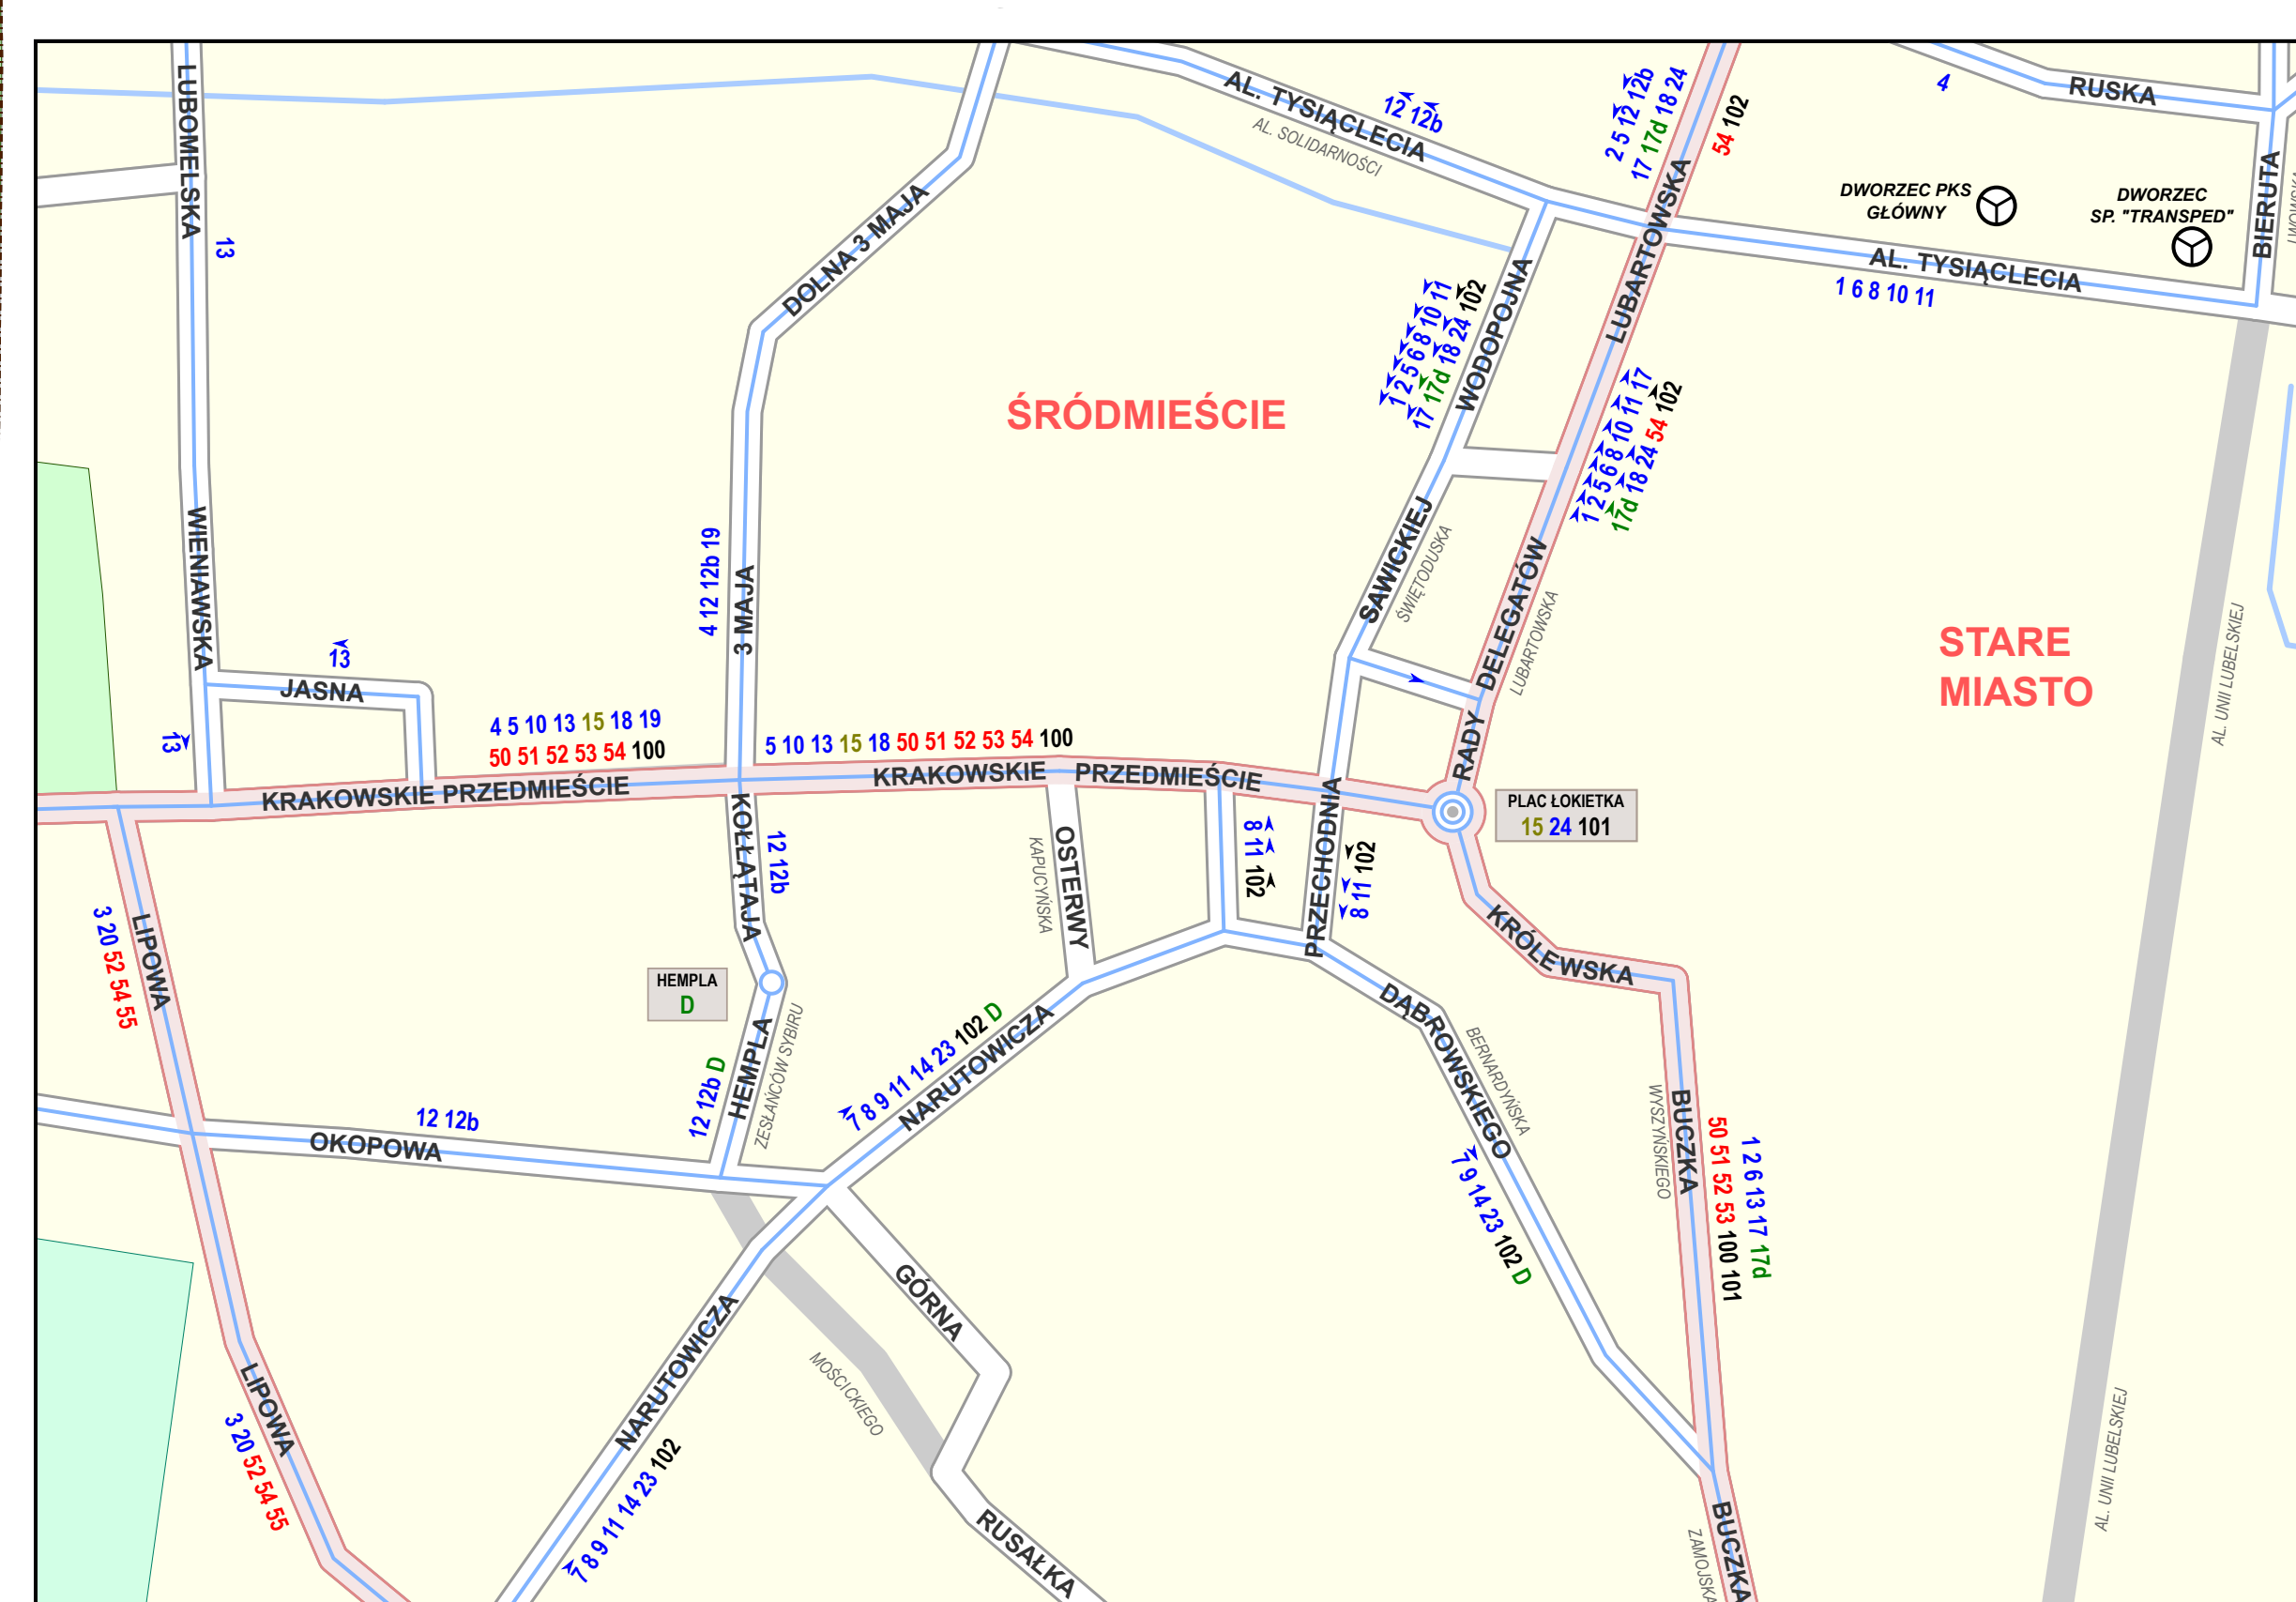 LUBOMELSKA
13
WIENIAWSKA
13
JASNA
13
DOLNA 3 MAJA
3 MAJA
4 12 12b 19
AL. TYSIĄCLECIA
AL. SOLIDARNOŚCI
12 12b
2 5 12 12b
17 17d 18 24
54 102
LUBARTOWSKA
4
RUSKA
BIERUTA
DWORZEC PKS
GŁÓWNY
DWORZEC
SP. "TRANSPED"
AL. TYSIĄCLECIA
1 6 8 10 11
1 2 5 6 8 10 11
17 17d 18 24 102
WODOPOJNA
ŚRÓDMIEŚCIE
1 2 5 6 8 10 11 17
17d 18 24 54 102
SAWICKIEJ
ŚWIĘTODUSKA
RADY DELEGATÓW
LUBARTOWSKA
STARE
MIASTO
AL. UNII LUBELSKIEJ
4 5 10 13 15 18 19
50 51 52 53 54 100
KRAKOWSKIE PRZEDMIEŚCIE
5 10 13 15 18 50 51 52 53 54 100
KRAKOWSKIE PRZEDMIEŚCIE
PLAC ŁOKIETKA
15 24 101
KOŁŁĄTAJA
12 12b
OSTERWY
KAPUCYŃSKA
8 11 102
PRZECHODNIA
8 11 102
KRÓLEWSKA
LIPOWA
3 20 52 54 55
HEMPLA
D
12 12b D
HEMPLA
ZESŁAŃCÓW SYBIRU
7 8 9 11 14 23 102 D
NARUTOWICZA
DĄBROWSKIEGO
BERNARDYŃSKA
7 9 14 23 102 D
BUCZKA
WYSZYŃSKIEGO
50 51 52 53 100 101
1 2 6 13 17 17d
12 12b
OKOPOWA
GÓRNA
MOŚCICKIEGO
NARUTOWICZA
7 8 9 11 14 23 102
LIPOWA
3 20 52 54 55
RUSAŁKA
BUCZKA
ZAMOJSKA
AL. UNII LUBELSKIEJ